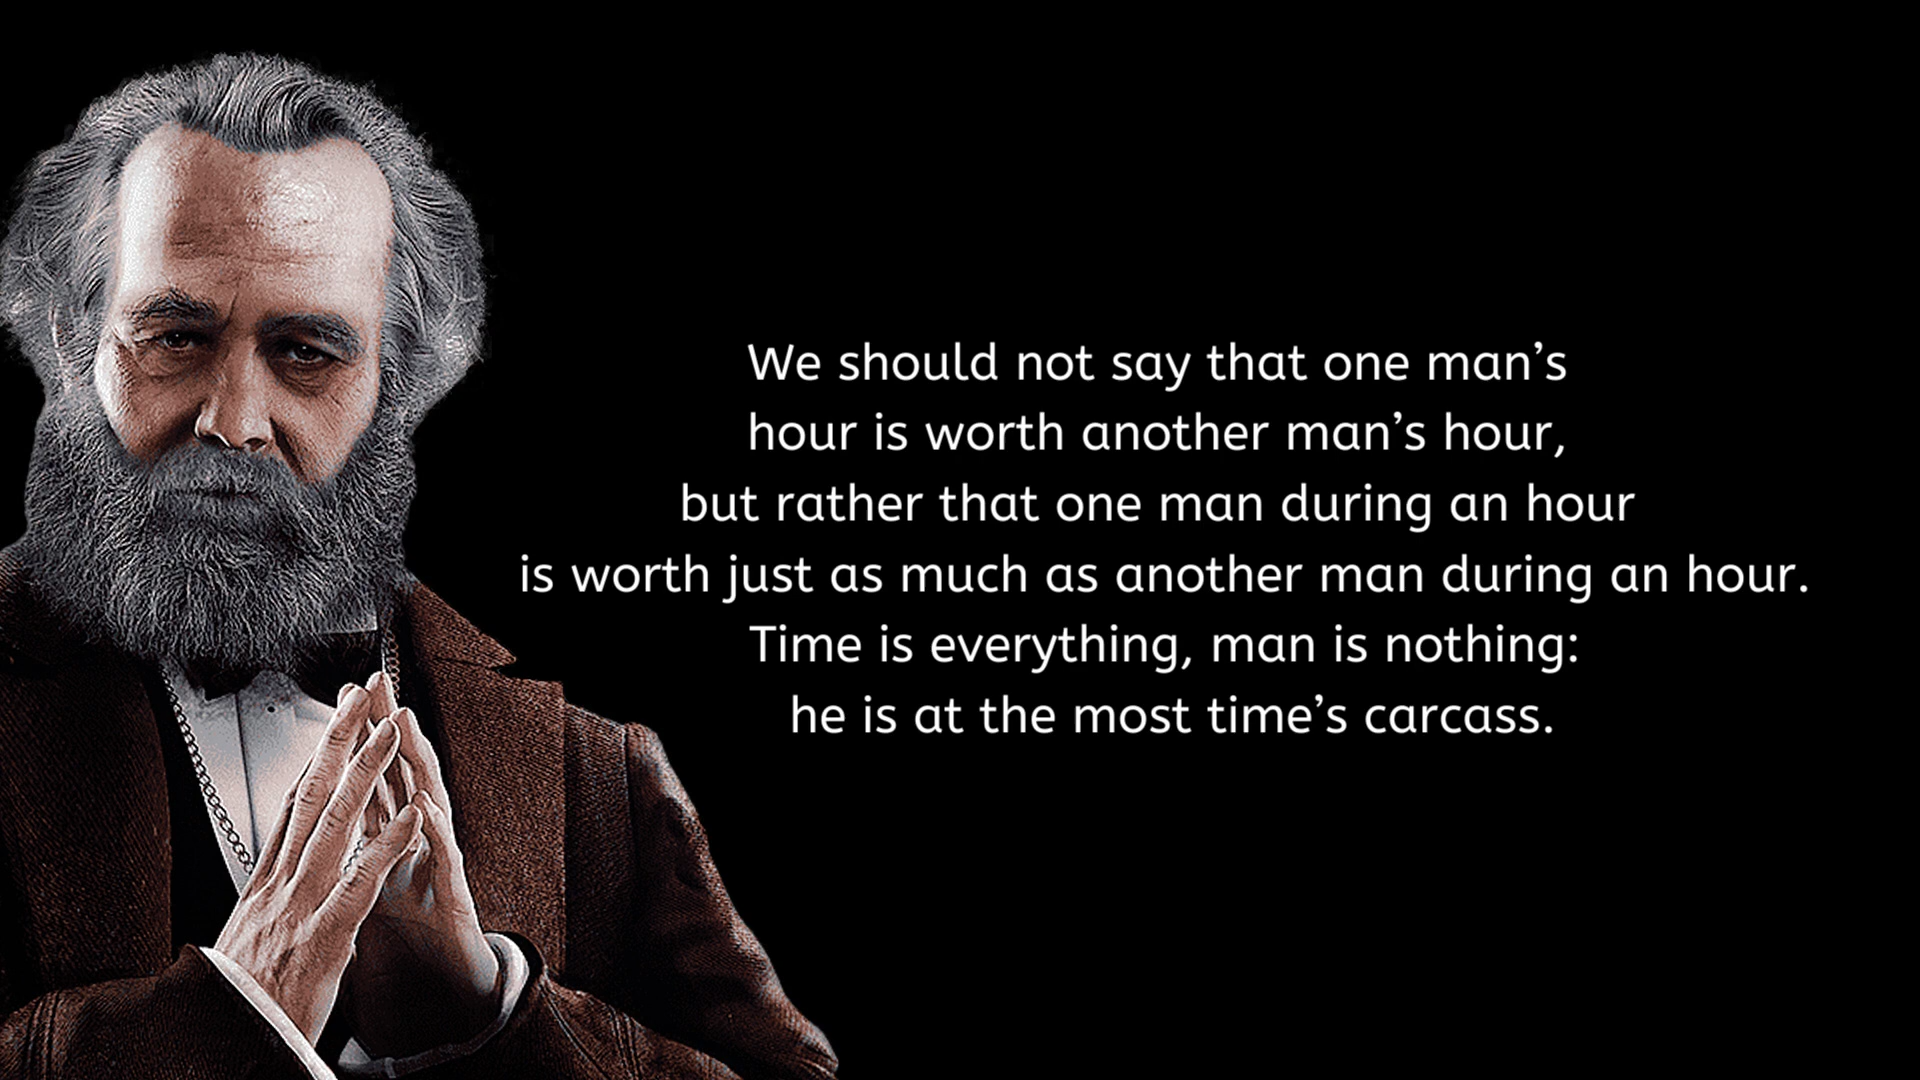 We should not say that one man’s
hour is worth another man’s hour,
but rather that one man during an hour
is worth just as much as another man during an hour.
Time is everything, man is nothing:
he is at the most time’s carcass.